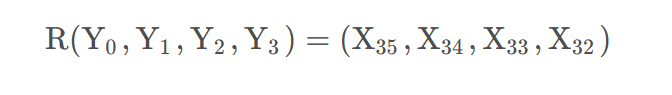 R(Y₀, Y₁, Y₂, Y₃) = (X₃₅, X₃₄, X₃₃, X₃₂)